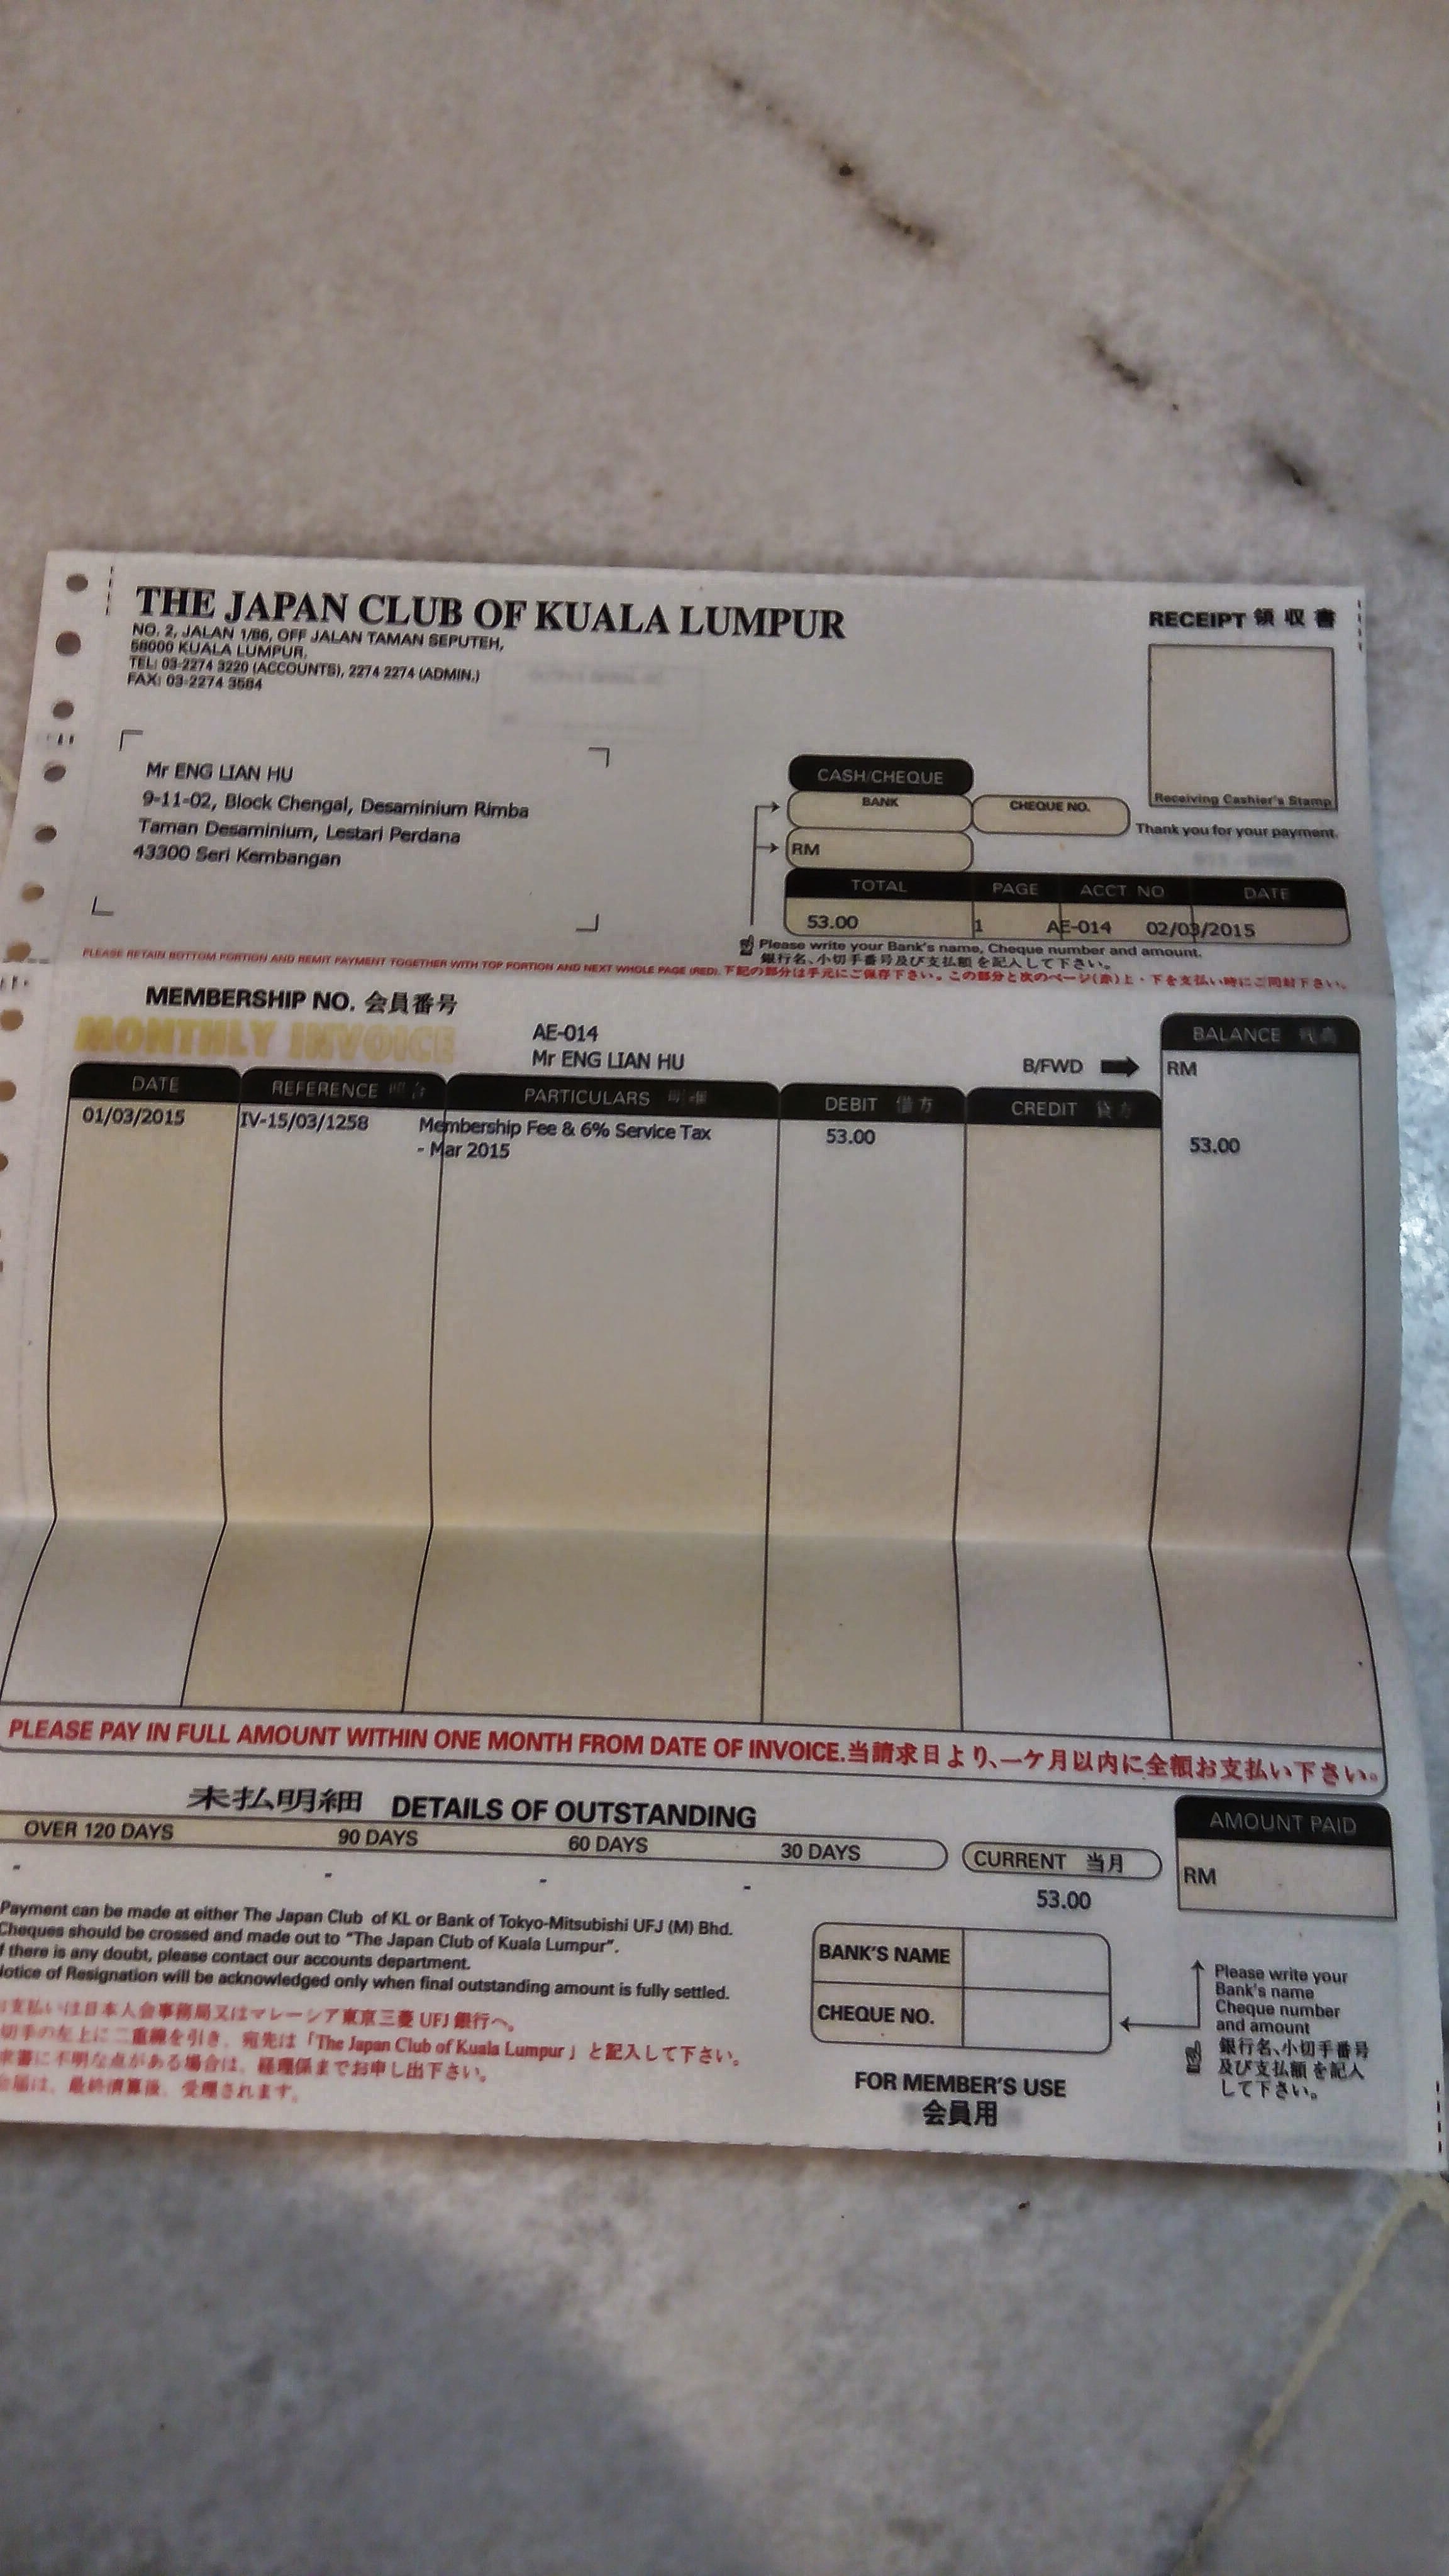 THE JAPAN CLUB OF KUALA LUMPUR
NO. 2, JALAN 1/86, OFF JALAN TAMAN SEPUTEH,
58000 KUALA LUMPUR.
TEL: 03-2274 3220 (ACCOUNTS), 2274 2274 (ADMIN.)
FAX: 03-2274 3584
RECEIPT 領収書
Receiving Cashier's Stamp
Thank you for your payment.
Mr ENG LIAN HU
9-11-02, Block Chengal, Desaminium Rimba
Taman Desaminium, Lestari Perdana
43300 Seri Kembangan
CASH/CHEQUE
BANK
CHEQUE NO.
RM
TOTAL PAGE ACCT NO DATE
53.00 1 AE-014 02/03/2015
Please write your Bank's name, Cheque number and amount.
銀行名、小切手番号及び支払額を記入して下さい。
PLEASE RETAIN BOTTOM PORTION AND REMIT PAYMENT TOGETHER WITH TOP PORTION AND NEXT WHOLE PAGE (RED). 下記の部分は手元にご保存下さい。この部分と次のページ(赤)上・下を支払い時にご同封下さい。
MEMBERSHIP NO. 会員番号
MONTHLY INVOICE
AE-014
Mr ENG LIAN HU
B/FWD
BALANCE
RM
DATE REFERENCE PARTICULARS DEBIT 借方 CREDIT 貸方
01/03/2015 IV-15/03/1258 Membership Fee & 6% Service Tax 53.00 53.00
- Mar 2015
PLEASE PAY IN FULL AMOUNT WITHIN ONE MONTH FROM DATE OF INVOICE.当請求日より、一ケ月以内に全額お支払い下さい。
未払明細 DETAILS OF OUTSTANDING
OVER 120 DAYS 90 DAYS 60 DAYS 30 DAYS CURRENT 当月
- - - - 53.00
AMOUNT PAID
RM
Payment can be made at either The Japan Club of KL or Bank of Tokyo-Mitsubishi UFJ (M) Bhd.
Cheques should be crossed and made out to "The Japan Club of Kuala Lumpur".
f there is any doubt, please contact our accounts department.
Notice of Resignation will be acknowledged only when final outstanding amount is fully settled.
支払いは日本人会事務局又はマレーシア東京三菱 UFJ 銀行へ。
切手の左上に二重線を引き、宛先は「The Japan Club of Kuala Lumpur」と記入して下さい。
書に不明な点がある場合は、経理係までお申し出下さい。
届は、最終清算後、受理されます。
BANK'S NAME
CHEQUE NO.
FOR MEMBER'S USE
会員用
Please write your
Bank's name
Cheque number
and amount
銀行名、小切手番号
及び支払額を記入
して下さい。